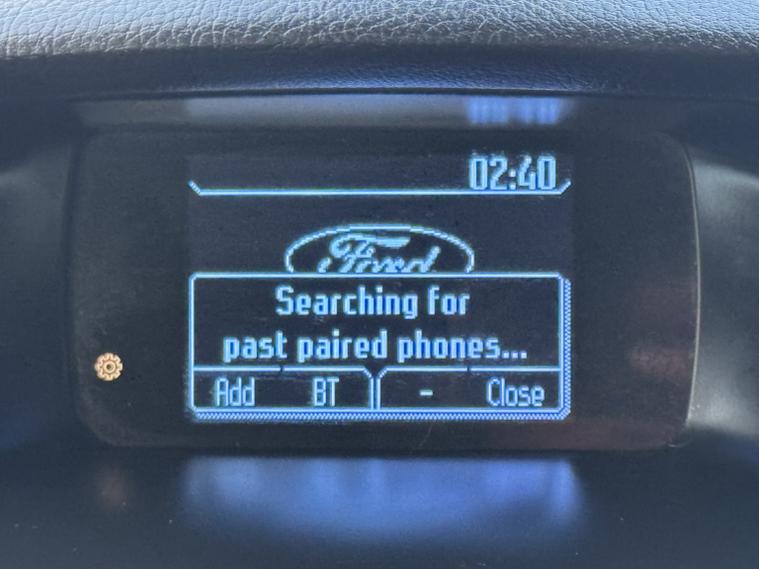 02:40
Ford
Searching for
past paired phones...
Add BT - Close